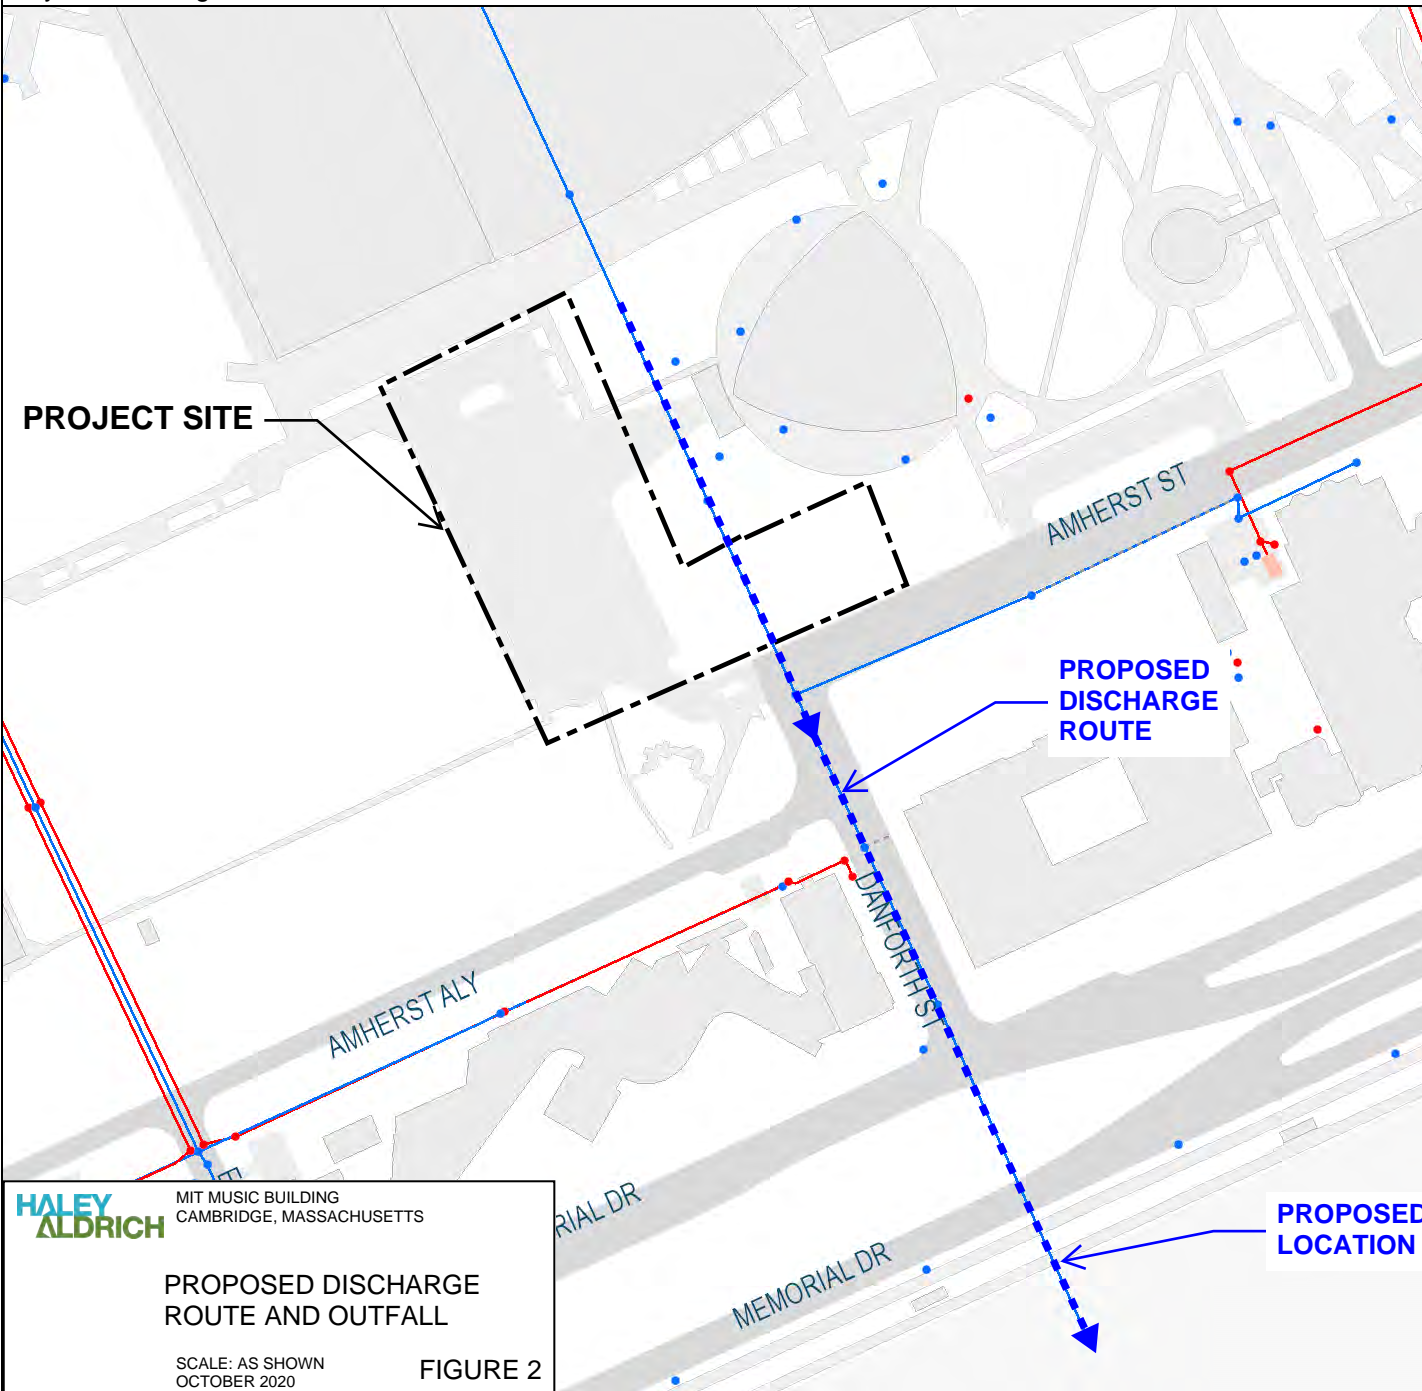 PROJECT SITE
AMHERST ST
PROPOSED
DISCHARGE
ROUTE
DANFORTH ST
AMHERST ALY
RIAL DR
MEMORIAL DR
PROPOSED
LOCATION
HALEY
ALDRICH
MIT MUSIC BUILDING
CAMBRIDGE, MASSACHUSETTS
PROPOSED DISCHARGE
ROUTE AND OUTFALL
SCALE: AS SHOWN
OCTOBER 2020
FIGURE 2